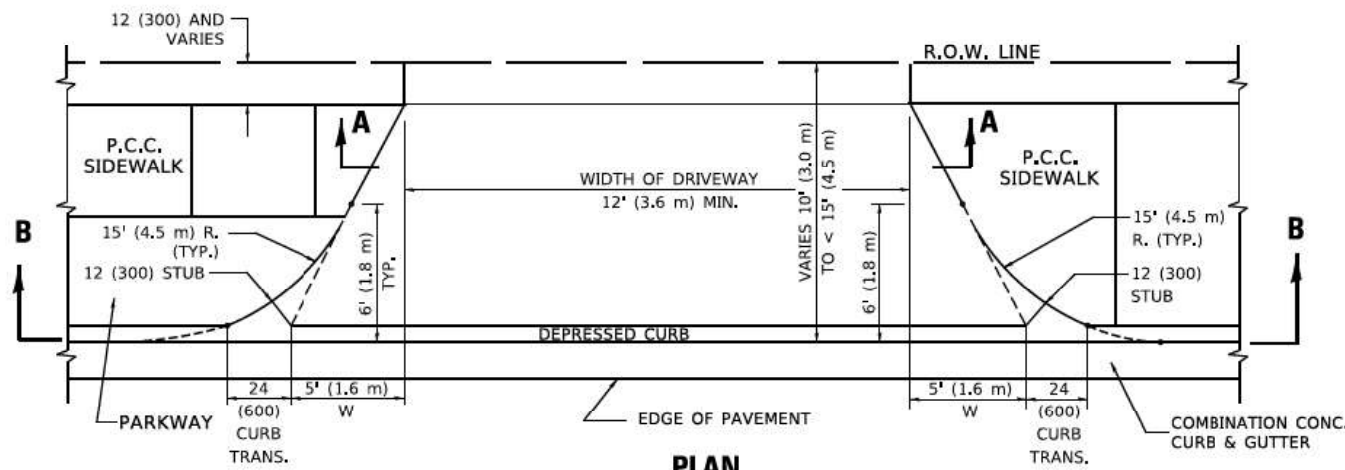 12 (300) AND
VARIES
R.O.W. LINE
A
A
P.C.C.
SIDEWALK
WIDTH OF DRIVEWAY
12' (3.6 m) MIN.
VARIES 10' (3.0 m)
TO < 15' (4.5 m)
P.C.C.
SIDEWALK
B
15' (4.5 m) R.
(TYP.)
12 (300) STUB
6' (1.8 m)
TYP.
6' (1.8 m)
15' (4.5 m)
R. (TYP.)
12 (300)
STUB
B
DEPRESSED CURB
24
(600)
CURB
TRANS.
5' (1.6 m)
W
5' (1.6 m)
W
24
(600)
CURB
TRANS.
PARKWAY
EDGE OF PAVEMENT
COMBINATION CONC.
CURB & GUTTER
PLAN